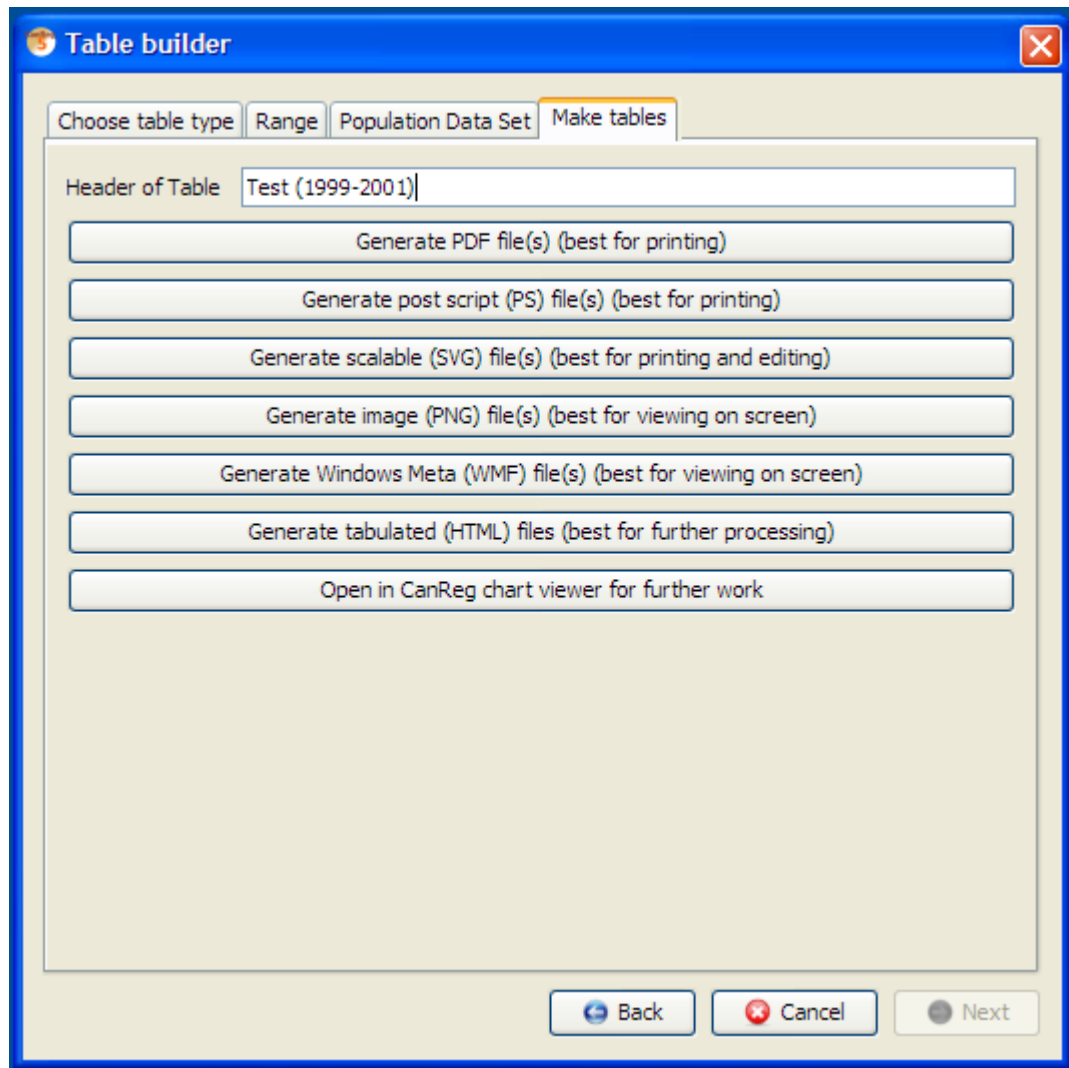 Table builder
Choose table type Range Population Data Set Make tables
Header of Table Test (1999-2001)
Generate PDF file(s) (best for printing)
Generate post script (PS) file(s) (best for printing)
Generate scalable (SVG) file(s) (best for printing and editing)
Generate image (PNG) file(s) (best for viewing on screen)
Generate Windows Meta (WMF) file(s) (best for viewing on screen)
Generate tabulated (HTML) files (best for further processing)
Open in CanReg chart viewer for further work
Back Cancel Next